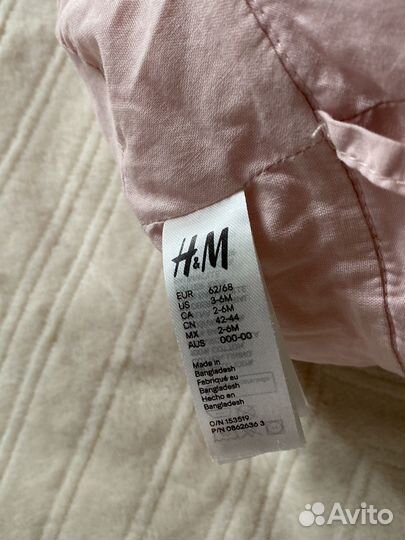 H&M
EUR 62/68
US 3-6M
CA 2-6M
CN 42-44
MX 2-6M
AUS 000-00
Made in
Bangladesh
Fabriqué au
Bangladesh
Hecho en
Bangladesh
O/N 153519
P/N 0862636 3
Avito